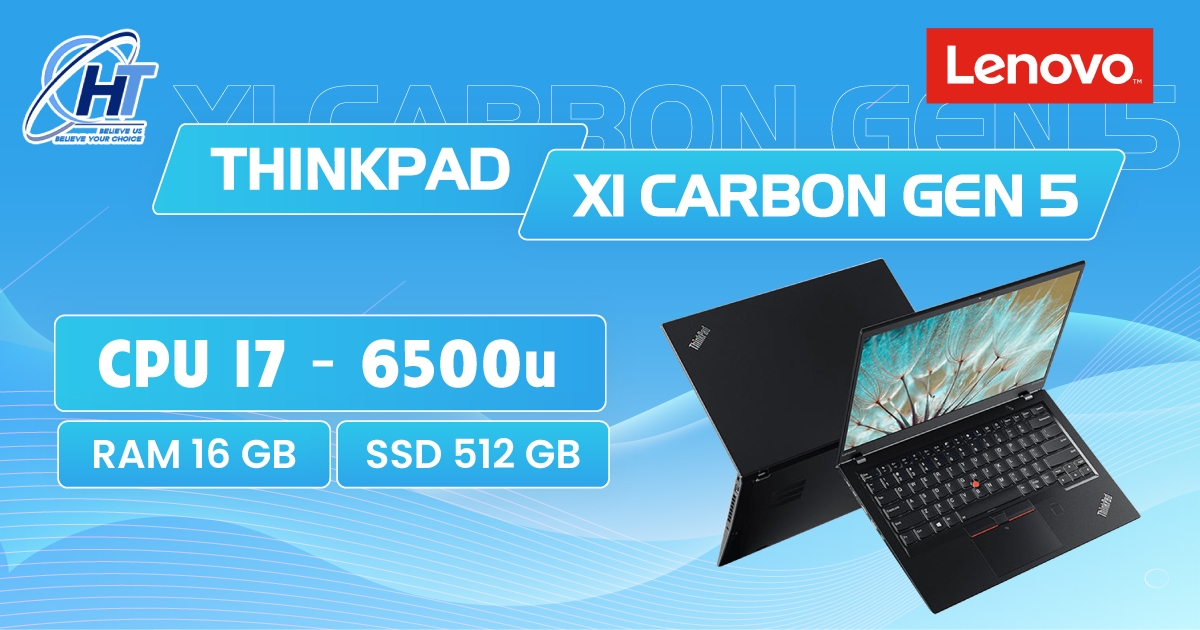 HT
BELIEVE US
BELIEVE YOUR CHOICE
Lenovo™
XI CARBON GEN 5
THINKPAD
XI CARBON GEN 5
CPU I7 - 6500u
RAM 16 GB
SSD 512 GB
ThinkPad
ThinkPad